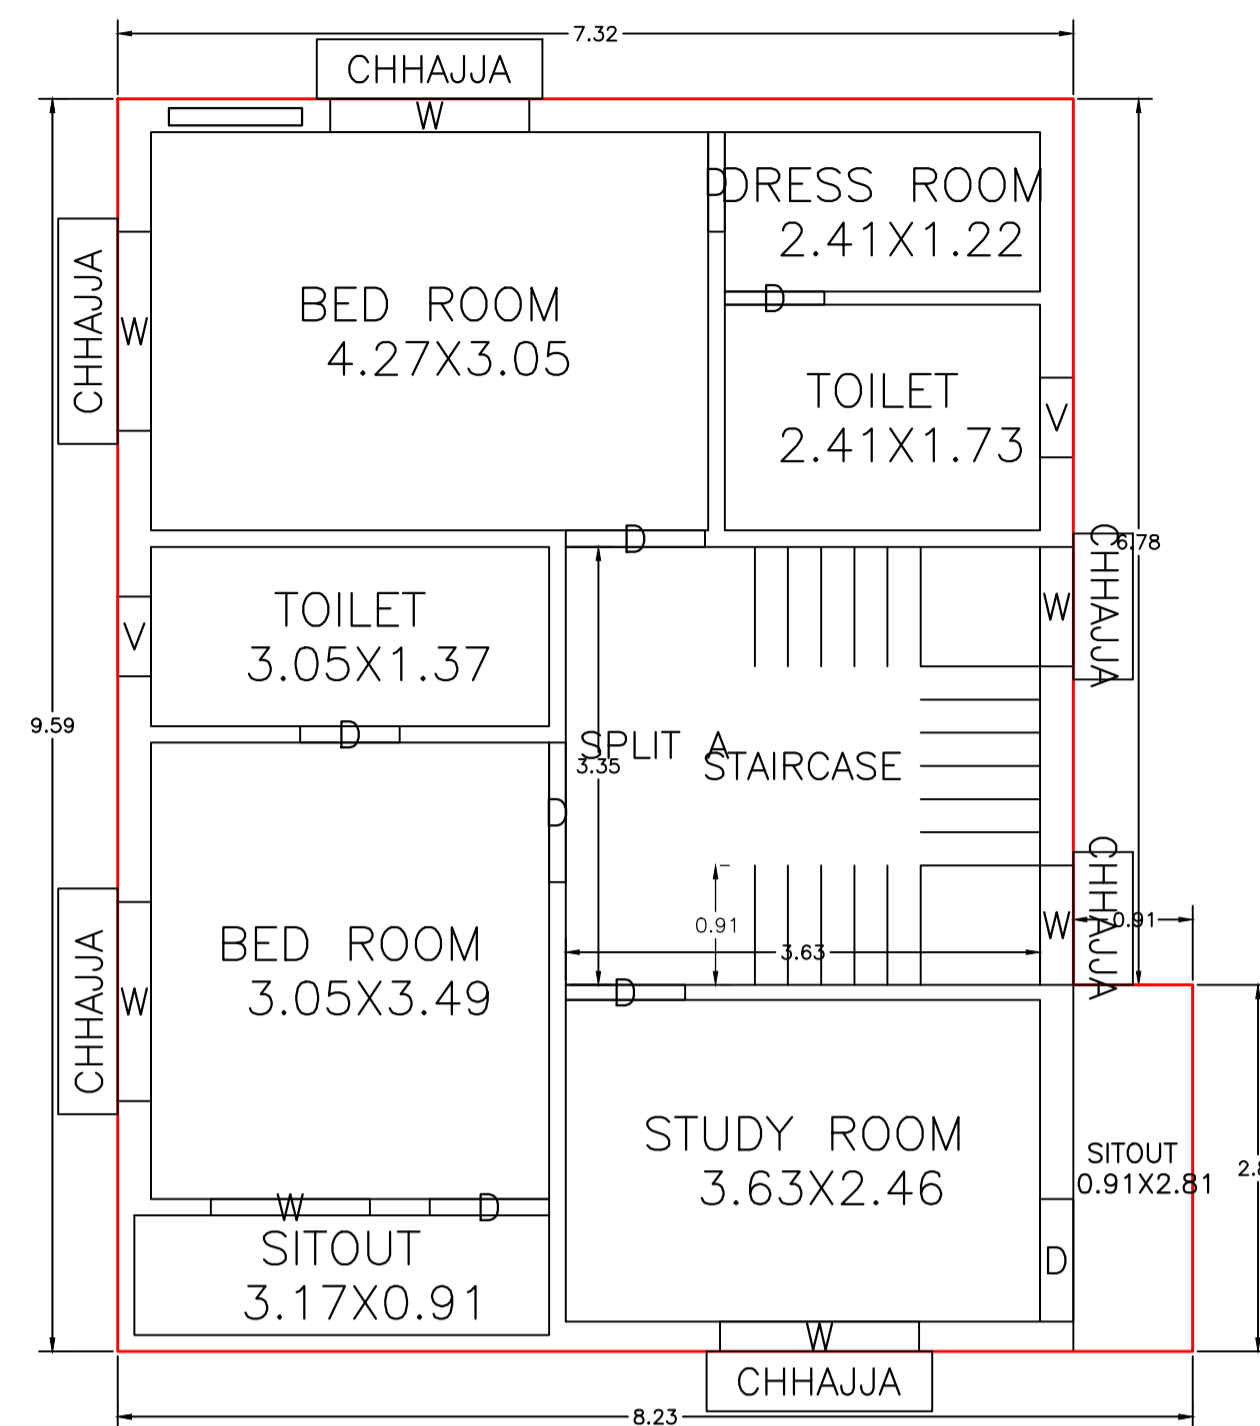 7.32
CHHAJJA
W
D
DRESS ROOM
2.41X1.22
CHHAJJA
W
BED ROOM
4.27X3.05
D
TOILET
2.41X1.73
V
D
CHHAJJA
6.78
TOILET
3.05X1.37
V
W
D
9.59
SPLIT A
3.35
STAIRCASE
D
CHHAJJA
0.91
W
0.91
3.63
BED ROOM
3.05X3.49
CHHAJJA
W
D
STUDY ROOM
3.63X2.46
SITOUT
0.91X2.81
W
D
SITOUT
3.17X0.91
D
W
CHHAJJA
8.23